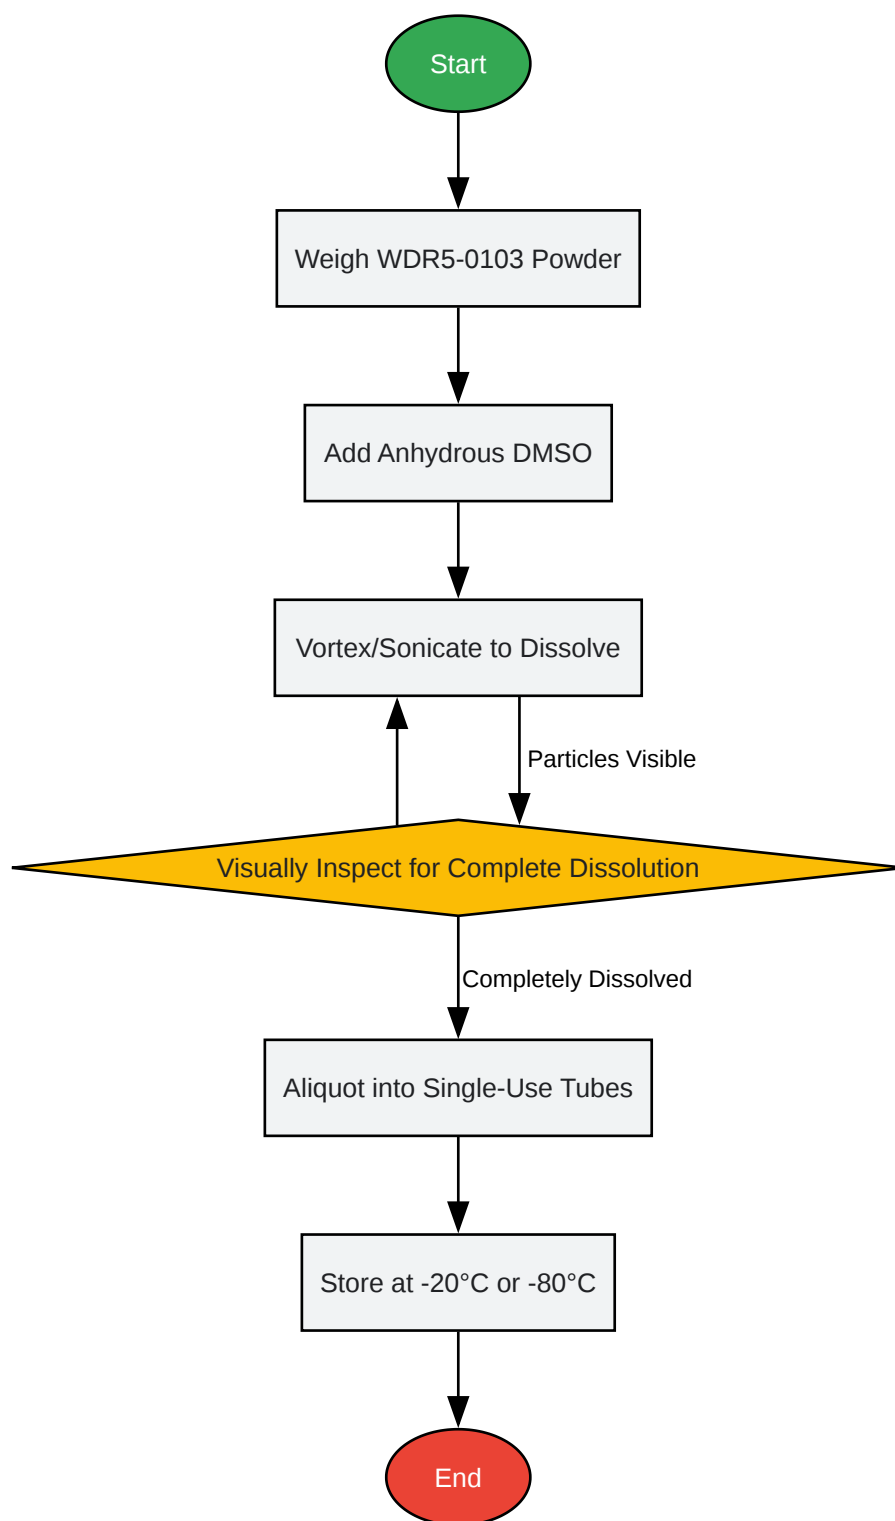 Start
Weigh WDR5-0103 Powder
Add Anhydrous DMSO
Vortex/Sonicate to Dissolve
Particles Visible
Visually Inspect for Complete Dissolution
Completely Dissolved
Aliquot into Single-Use Tubes
Store at -20°C or -80°C
End